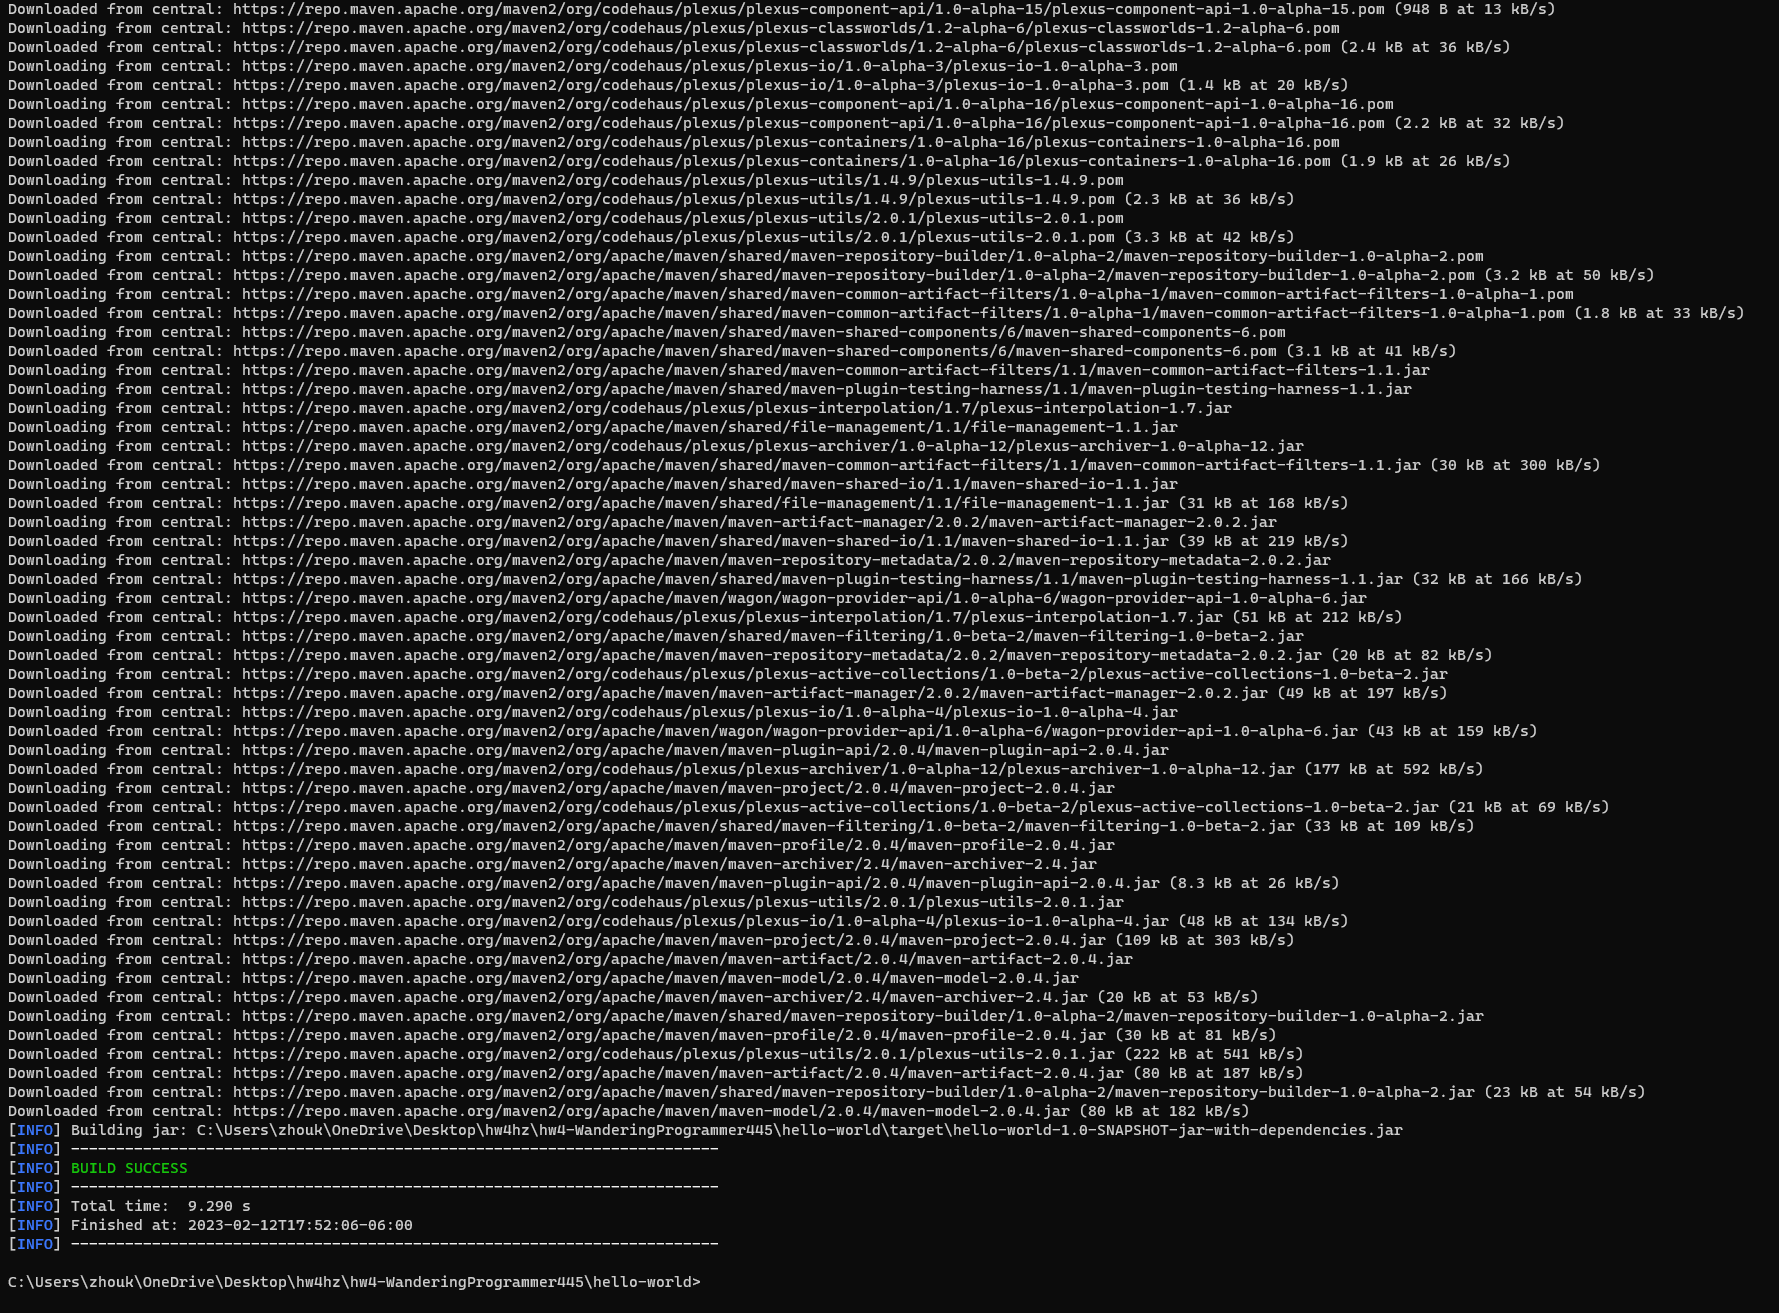 Downloaded from central: https://repo.maven.apache.org/maven2/org/codehaus/plexus/plexus-component-api/1.0-alpha-15/plexus-component-api-1.0-alpha-15.pom (948 B at 13 kB/s)
Downloading from central: https://repo.maven.apache.org/maven2/org/codehaus/plexus/plexus-classworlds/1.2-alpha-6/plexus-classworlds-1.2-alpha-6.pom
Downloaded from central: https://repo.maven.apache.org/maven2/org/codehaus/plexus/plexus-classworlds/1.2-alpha-6/plexus-classworlds-1.2-alpha-6.pom (2.4 kB at 36 kB/s)
Downloading from central: https://repo.maven.apache.org/maven2/org/codehaus/plexus/plexus-io/1.0-alpha-3/plexus-io-1.0-alpha-3.pom
Downloaded from central: https://repo.maven.apache.org/maven2/org/codehaus/plexus/plexus-io/1.0-alpha-3/plexus-io-1.0-alpha-3.pom (1.4 kB at 20 kB/s)
Downloading from central: https://repo.maven.apache.org/maven2/org/codehaus/plexus/plexus-component-api/1.0-alpha-16/plexus-component-api-1.0-alpha-16.pom
Downloaded from central: https://repo.maven.apache.org/maven2/org/codehaus/plexus/plexus-component-api/1.0-alpha-16/plexus-component-api-1.0-alpha-16.pom (2.2 kB at 32 kB/s)
Downloading from central: https://repo.maven.apache.org/maven2/org/codehaus/plexus/plexus-containers/1.0-alpha-16/plexus-containers-1.0-alpha-16.pom
Downloaded from central: https://repo.maven.apache.org/maven2/org/codehaus/plexus/plexus-containers/1.0-alpha-16/plexus-containers-1.0-alpha-16.pom (1.9 kB at 26 kB/s)
Downloading from central: https://repo.maven.apache.org/maven2/org/codehaus/plexus/plexus-utils/1.4.9/plexus-utils-1.4.9.pom
Downloaded from central: https://repo.maven.apache.org/maven2/org/codehaus/plexus/plexus-utils/1.4.9/plexus-utils-1.4.9.pom (2.3 kB at 36 kB/s)
Downloading from central: https://repo.maven.apache.org/maven2/org/codehaus/plexus/plexus-utils/2.0.1/plexus-utils-2.0.1.pom
Downloaded from central: https://repo.maven.apache.org/maven2/org/codehaus/plexus/plexus-utils/2.0.1/plexus-utils-2.0.1.pom (3.3 kB at 42 kB/s)
Downloading from central: https://repo.maven.apache.org/maven2/org/apache/maven/shared/maven-repository-builder/1.0-alpha-2/maven-repository-builder-1.0-alpha-2.pom
Downloaded from central: https://repo.maven.apache.org/maven2/org/apache/maven/shared/maven-repository-builder/1.0-alpha-2/maven-repository-builder-1.0-alpha-2.pom (3.2 kB at 50 kB/s)
Downloading from central: https://repo.maven.apache.org/maven2/org/apache/maven/shared/maven-common-artifact-filters/1.0-alpha-1/maven-common-artifact-filters-1.0-alpha-1.pom
Downloaded from central: https://repo.maven.apache.org/maven2/org/apache/maven/shared/maven-common-artifact-filters/1.0-alpha-1/maven-common-artifact-filters-1.0-alpha-1.pom (1.8 kB at 33 kB/s)
Downloading from central: https://repo.maven.apache.org/maven2/org/apache/maven/shared/maven-shared-components/6/maven-shared-components-6.pom
Downloaded from central: https://repo.maven.apache.org/maven2/org/apache/maven/shared/maven-shared-components/6/maven-shared-components-6.pom (3.1 kB at 41 kB/s)
Downloading from central: https://repo.maven.apache.org/maven2/org/apache/maven/shared/maven-common-artifact-filters/1.1/maven-common-artifact-filters-1.1.jar
Downloading from central: https://repo.maven.apache.org/maven2/org/apache/maven/shared/maven-plugin-testing-harness/1.1/maven-plugin-testing-harness-1.1.jar
Downloading from central: https://repo.maven.apache.org/maven2/org/codehaus/plexus/plexus-interpolation/1.7/plexus-interpolation-1.7.jar
Downloading from central: https://repo.maven.apache.org/maven2/org/apache/maven/shared/file-management/1.1/file-management-1.1.jar
Downloading from central: https://repo.maven.apache.org/maven2/org/codehaus/plexus/plexus-archiver/1.0-alpha-12/plexus-archiver-1.0-alpha-12.jar
Downloaded from central: https://repo.maven.apache.org/maven2/org/apache/maven/shared/maven-common-artifact-filters/1.1/maven-common-artifact-filters-1.1.jar (30 kB at 300 kB/s)
Downloading from central: https://repo.maven.apache.org/maven2/org/apache/maven/shared/maven-shared-io/1.1/maven-shared-io-1.1.jar
Downloaded from central: https://repo.maven.apache.org/maven2/org/apache/maven/shared/file-management/1.1/file-management-1.1.jar (31 kB at 168 kB/s)
Downloading from central: https://repo.maven.apache.org/maven2/org/apache/maven/maven-artifact-manager/2.0.2/maven-artifact-manager-2.0.2.jar
Downloaded from central: https://repo.maven.apache.org/maven2/org/apache/maven/shared/maven-shared-io/1.1/maven-shared-io-1.1.jar (39 kB at 219 kB/s)
Downloading from central: https://repo.maven.apache.org/maven2/org/apache/maven/maven-repository-metadata/2.0.2/maven-repository-metadata-2.0.2.jar
Downloaded from central: https://repo.maven.apache.org/maven2/org/apache/maven/shared/maven-plugin-testing-harness/1.1/maven-plugin-testing-harness-1.1.jar (32 kB at 166 kB/s)
Downloading from central: https://repo.maven.apache.org/maven2/org/apache/maven/wagon/wagon-provider-api/1.0-alpha-6/wagon-provider-api-1.0-alpha-6.jar
Downloaded from central: https://repo.maven.apache.org/maven2/org/codehaus/plexus/plexus-interpolation/1.7/plexus-interpolation-1.7.jar (51 kB at 212 kB/s)
Downloading from central: https://repo.maven.apache.org/maven2/org/apache/maven/shared/maven-filtering/1.0-beta-2/maven-filtering-1.0-beta-2.jar
Downloaded from central: https://repo.maven.apache.org/maven2/org/apache/maven/maven-repository-metadata/2.0.2/maven-repository-metadata-2.0.2.jar (20 kB at 82 kB/s)
Downloading from central: https://repo.maven.apache.org/maven2/org/codehaus/plexus/plexus-active-collections/1.0-beta-2/plexus-active-collections-1.0-beta-2.jar
Downloaded from central: https://repo.maven.apache.org/maven2/org/apache/maven/maven-artifact-manager/2.0.2/maven-artifact-manager-2.0.2.jar (49 kB at 197 kB/s)
Downloading from central: https://repo.maven.apache.org/maven2/org/codehaus/plexus/plexus-io/1.0-alpha-4/plexus-io-1.0-alpha-4.jar
Downloaded from central: https://repo.maven.apache.org/maven2/org/apache/maven/wagon/wagon-provider-api/1.0-alpha-6/wagon-provider-api-1.0-alpha-6.jar (43 kB at 159 kB/s)
Downloading from central: https://repo.maven.apache.org/maven2/org/apache/maven/maven-plugin-api/2.0.4/maven-plugin-api-2.0.4.jar
Downloaded from central: https://repo.maven.apache.org/maven2/org/codehaus/plexus/plexus-archiver/1.0-alpha-12/plexus-archiver-1.0-alpha-12.jar (177 kB at 592 kB/s)
Downloading from central: https://repo.maven.apache.org/maven2/org/apache/maven/maven-project/2.0.4/maven-project-2.0.4.jar
Downloaded from central: https://repo.maven.apache.org/maven2/org/codehaus/plexus/plexus-active-collections/1.0-beta-2/plexus-active-collections-1.0-beta-2.jar (21 kB at 69 kB/s)
Downloaded from central: https://repo.maven.apache.org/maven2/org/apache/maven/shared/maven-filtering/1.0-beta-2/maven-filtering-1.0-beta-2.jar (33 kB at 109 kB/s)
Downloading from central: https://repo.maven.apache.org/maven2/org/apache/maven/maven-profile/2.0.4/maven-profile-2.0.4.jar
Downloading from central: https://repo.maven.apache.org/maven2/org/apache/maven/maven-archiver/2.4/maven-archiver-2.4.jar
Downloaded from central: https://repo.maven.apache.org/maven2/org/apache/maven/maven-plugin-api/2.0.4/maven-plugin-api-2.0.4.jar (8.3 kB at 26 kB/s)
Downloading from central: https://repo.maven.apache.org/maven2/org/codehaus/plexus/plexus-utils/2.0.1/plexus-utils-2.0.1.jar
Downloaded from central: https://repo.maven.apache.org/maven2/org/codehaus/plexus/plexus-io/1.0-alpha-4/plexus-io-1.0-alpha-4.jar (48 kB at 134 kB/s)
Downloaded from central: https://repo.maven.apache.org/maven2/org/apache/maven/maven-project/2.0.4/maven-project-2.0.4.jar (109 kB at 303 kB/s)
Downloading from central: https://repo.maven.apache.org/maven2/org/apache/maven/maven-artifact/2.0.4/maven-artifact-2.0.4.jar
Downloading from central: https://repo.maven.apache.org/maven2/org/apache/maven/maven-model/2.0.4/maven-model-2.0.4.jar
Downloaded from central: https://repo.maven.apache.org/maven2/org/apache/maven/maven-archiver/2.4/maven-archiver-2.4.jar (20 kB at 53 kB/s)
Downloading from central: https://repo.maven.apache.org/maven2/org/apache/maven/shared/maven-repository-builder/1.0-alpha-2/maven-repository-builder-1.0-alpha-2.jar
Downloaded from central: https://repo.maven.apache.org/maven2/org/apache/maven/maven-profile/2.0.4/maven-profile-2.0.4.jar (30 kB at 81 kB/s)
Downloaded from central: https://repo.maven.apache.org/maven2/org/codehaus/plexus/plexus-utils/2.0.1/plexus-utils-2.0.1.jar (222 kB at 541 kB/s)
Downloaded from central: https://repo.maven.apache.org/maven2/org/apache/maven/maven-artifact/2.0.4/maven-artifact-2.0.4.jar (80 kB at 187 kB/s)
Downloaded from central: https://repo.maven.apache.org/maven2/org/apache/maven/shared/maven-repository-builder/1.0-alpha-2/maven-repository-builder-1.0-alpha-2.jar (23 kB at 54 kB/s)
Downloaded from central: https://repo.maven.apache.org/maven2/org/apache/maven/maven-model/2.0.4/maven-model-2.0.4.jar (80 kB at 182 kB/s)
[INFO] Building jar: C:\Users\zhouk\OneDrive\Desktop\hw4hz\hw4-WanderingProgrammer445\hello-world\target\hello-world-1.0-SNAPSHOT-jar-with-dependencies.jar
[INFO] ------------------------------------------------------------------------
[INFO] BUILD SUCCESS
[INFO] ------------------------------------------------------------------------
[INFO] Total time:  9.290 s
[INFO] Finished at: 2023-02-12T17:52:06-06:00
[INFO] ------------------------------------------------------------------------
C:\Users\zhouk\OneDrive\Desktop\hw4hz\hw4-WanderingProgrammer445\hello-world>